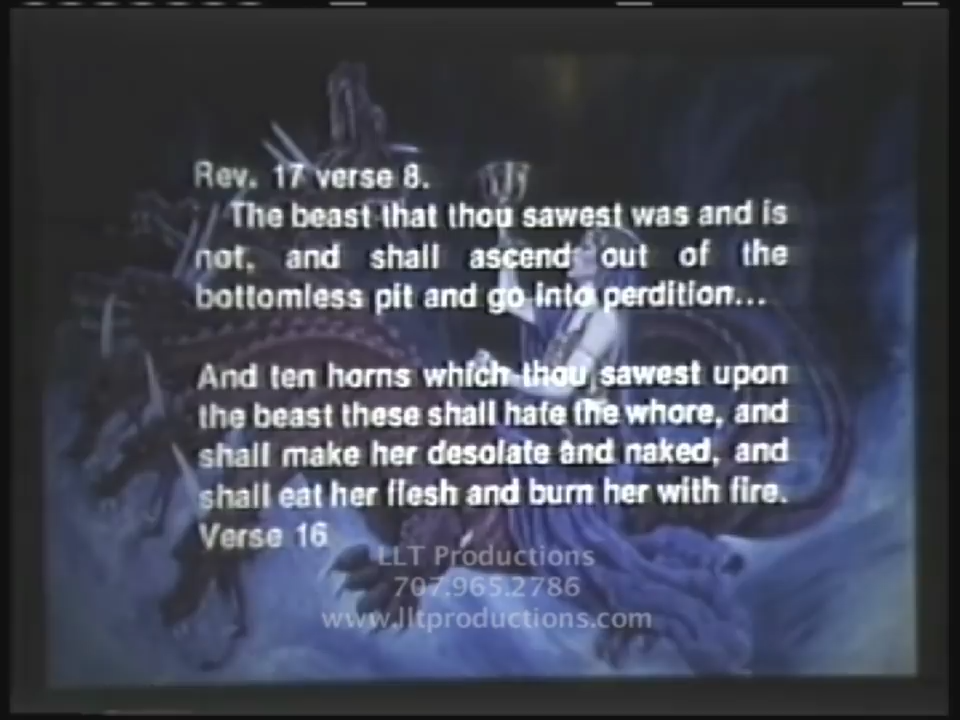 Rev. 17 verse 8.
The beast that thou sawest was and is
not, and shall ascend out of the
bottomless pit and go into perdition...
And ten horns which thou sawest upon
the beast these shall hate the whore, and
shall make her desolate and naked, and
shall eat her flesh and burn her with fire.
Verse 16
LLT Productions
707.965.2786
www.lltproductions.com